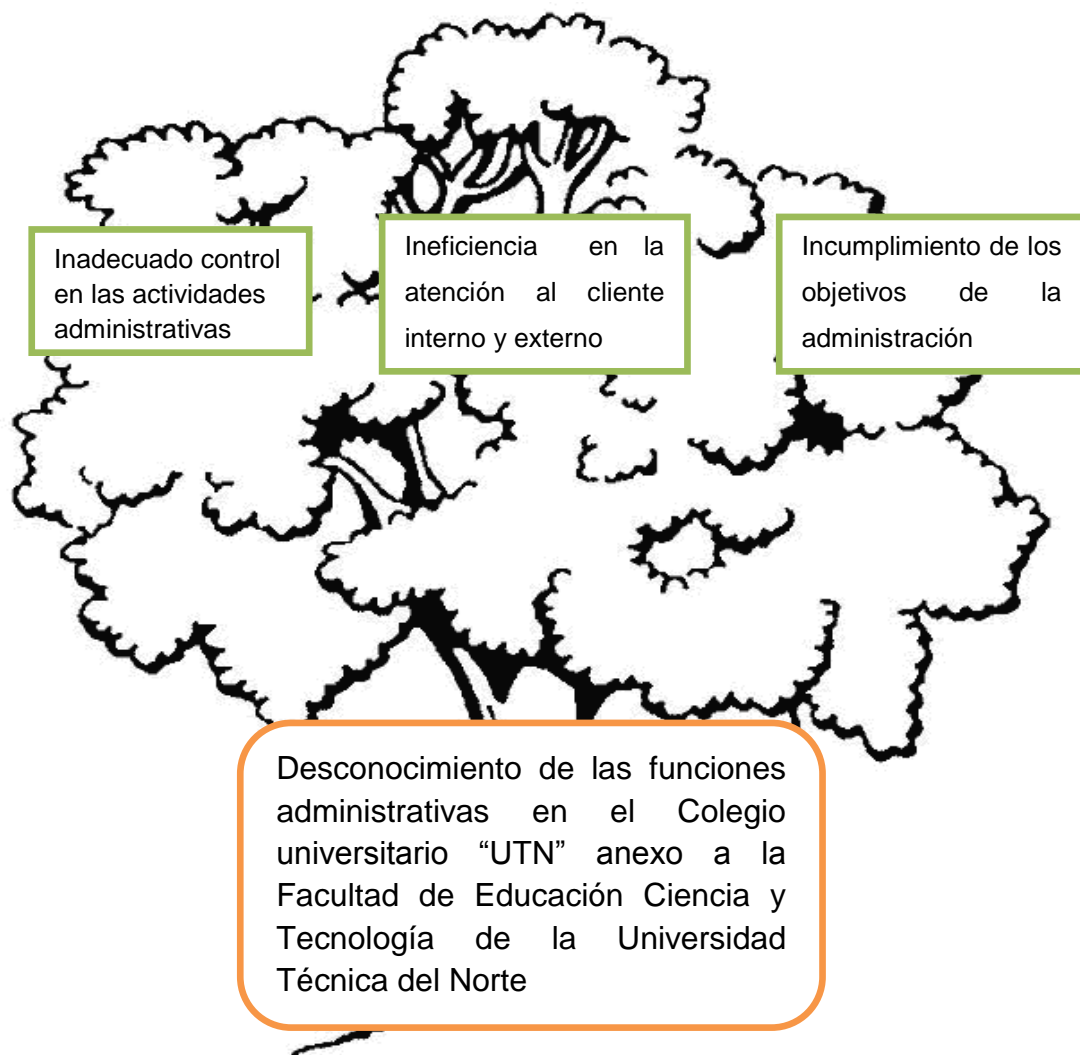 Inadecuado control
en las actividades
administrativas
Ineficiencia en la
atención al cliente
interno y externo
Incumplimiento de los
objetivos de la
administración
Desconocimiento de las funciones
administrativas en el Colegio
universitario “UTN” anexo a la
Facultad de Educación Ciencia y
Tecnología de la Universidad
Técnica del Norte